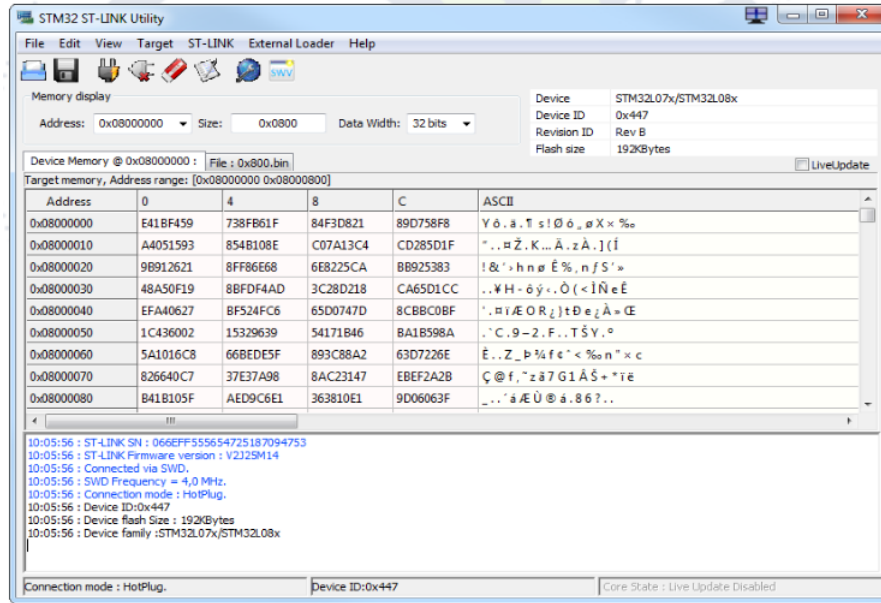 STM32 ST-LINK Utility
File Edit View Target ST-LINK External Loader Help
SWV
Memory display
Address: 0x08000000 Size: 0x0800 Data Width: 32 bits
Device STM32L07x/STM32L08x
Device ID 0x447
Revision ID Rev B
Flash size 192KBytes
Device Memory @ 0x08000000 : File : 0x800.bin
LiveUpdate
Target memory, Address range: [0x08000000 0x08000800]
Address 0 4 8 C ASCII
0x08000000 E41BF459 738FB61F 84F3D821 89D758F8
0x08000010 A4051593 854B108E C07A13C4 CD285D1F
0x08000020 9B912621 8FF86E68 6E8225CA BB925383
0x08000030 48A50F19 8BFDF4AD 3C28D218 CA65D1CC
0x08000040 EFA40627 BF524FC6 65D0747D 8CBBC0BF
0x08000050 1C436002 15329639 54171B46 BA1B598A
0x08000060 5A1016C8 66BEDE5F 893C88A2 63D7226E
0x08000070 826640C7 37E37A98 8AC23147 EBEF2A2B
0x08000080 B41B105F AED9C6E1 363810E1 9D06063F
10:05:56 : ST-LINK SN : 066EFF555654725187094753
10:05:56 : ST-LINK Firmware version : V2J25M14
10:05:56 : Connected via SWD.
10:05:56 : SWD Frequency = 4,0 MHz.
10:05:56 : Connection mode : HotPlug.
10:05:56 : Device ID:0x447
10:05:56 : Device flash Size : 192KBytes
10:05:56 : Device family :STM32L07x/STM32L08x
Connection mode : HotPlug. Device ID:0x447 Core State : Live Update Disabled